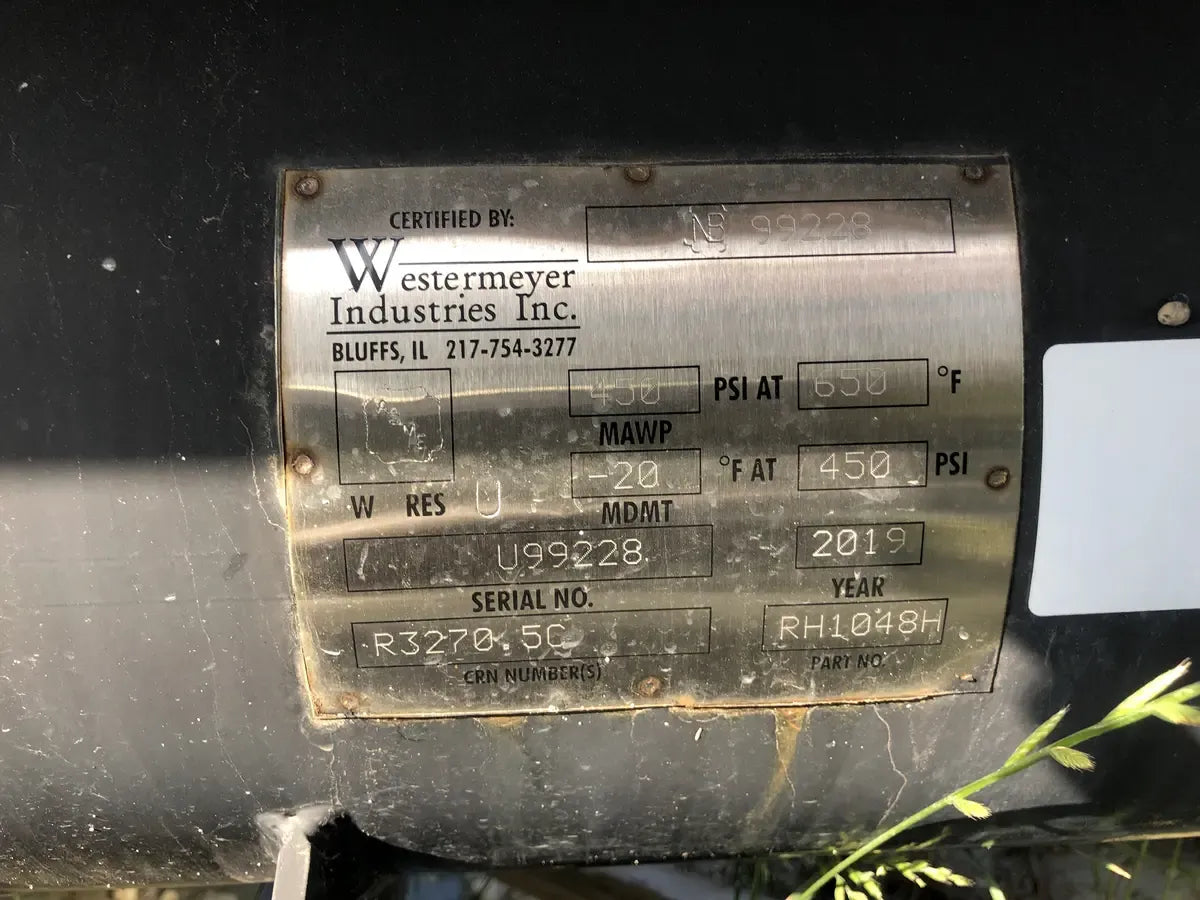 CERTIFIED BY:
NB 99228
Westermeyer
Industries Inc.
BLUFFS, IL 217-754-3277
450 PSI AT 650 °F
MAWP
-20 °F AT 450 PSI
MDMT
W RES U
U99228
SERIAL NO.
2019
YEAR
R3270.5C
CRN NUMBER(S)
RH1048H
PART NO.